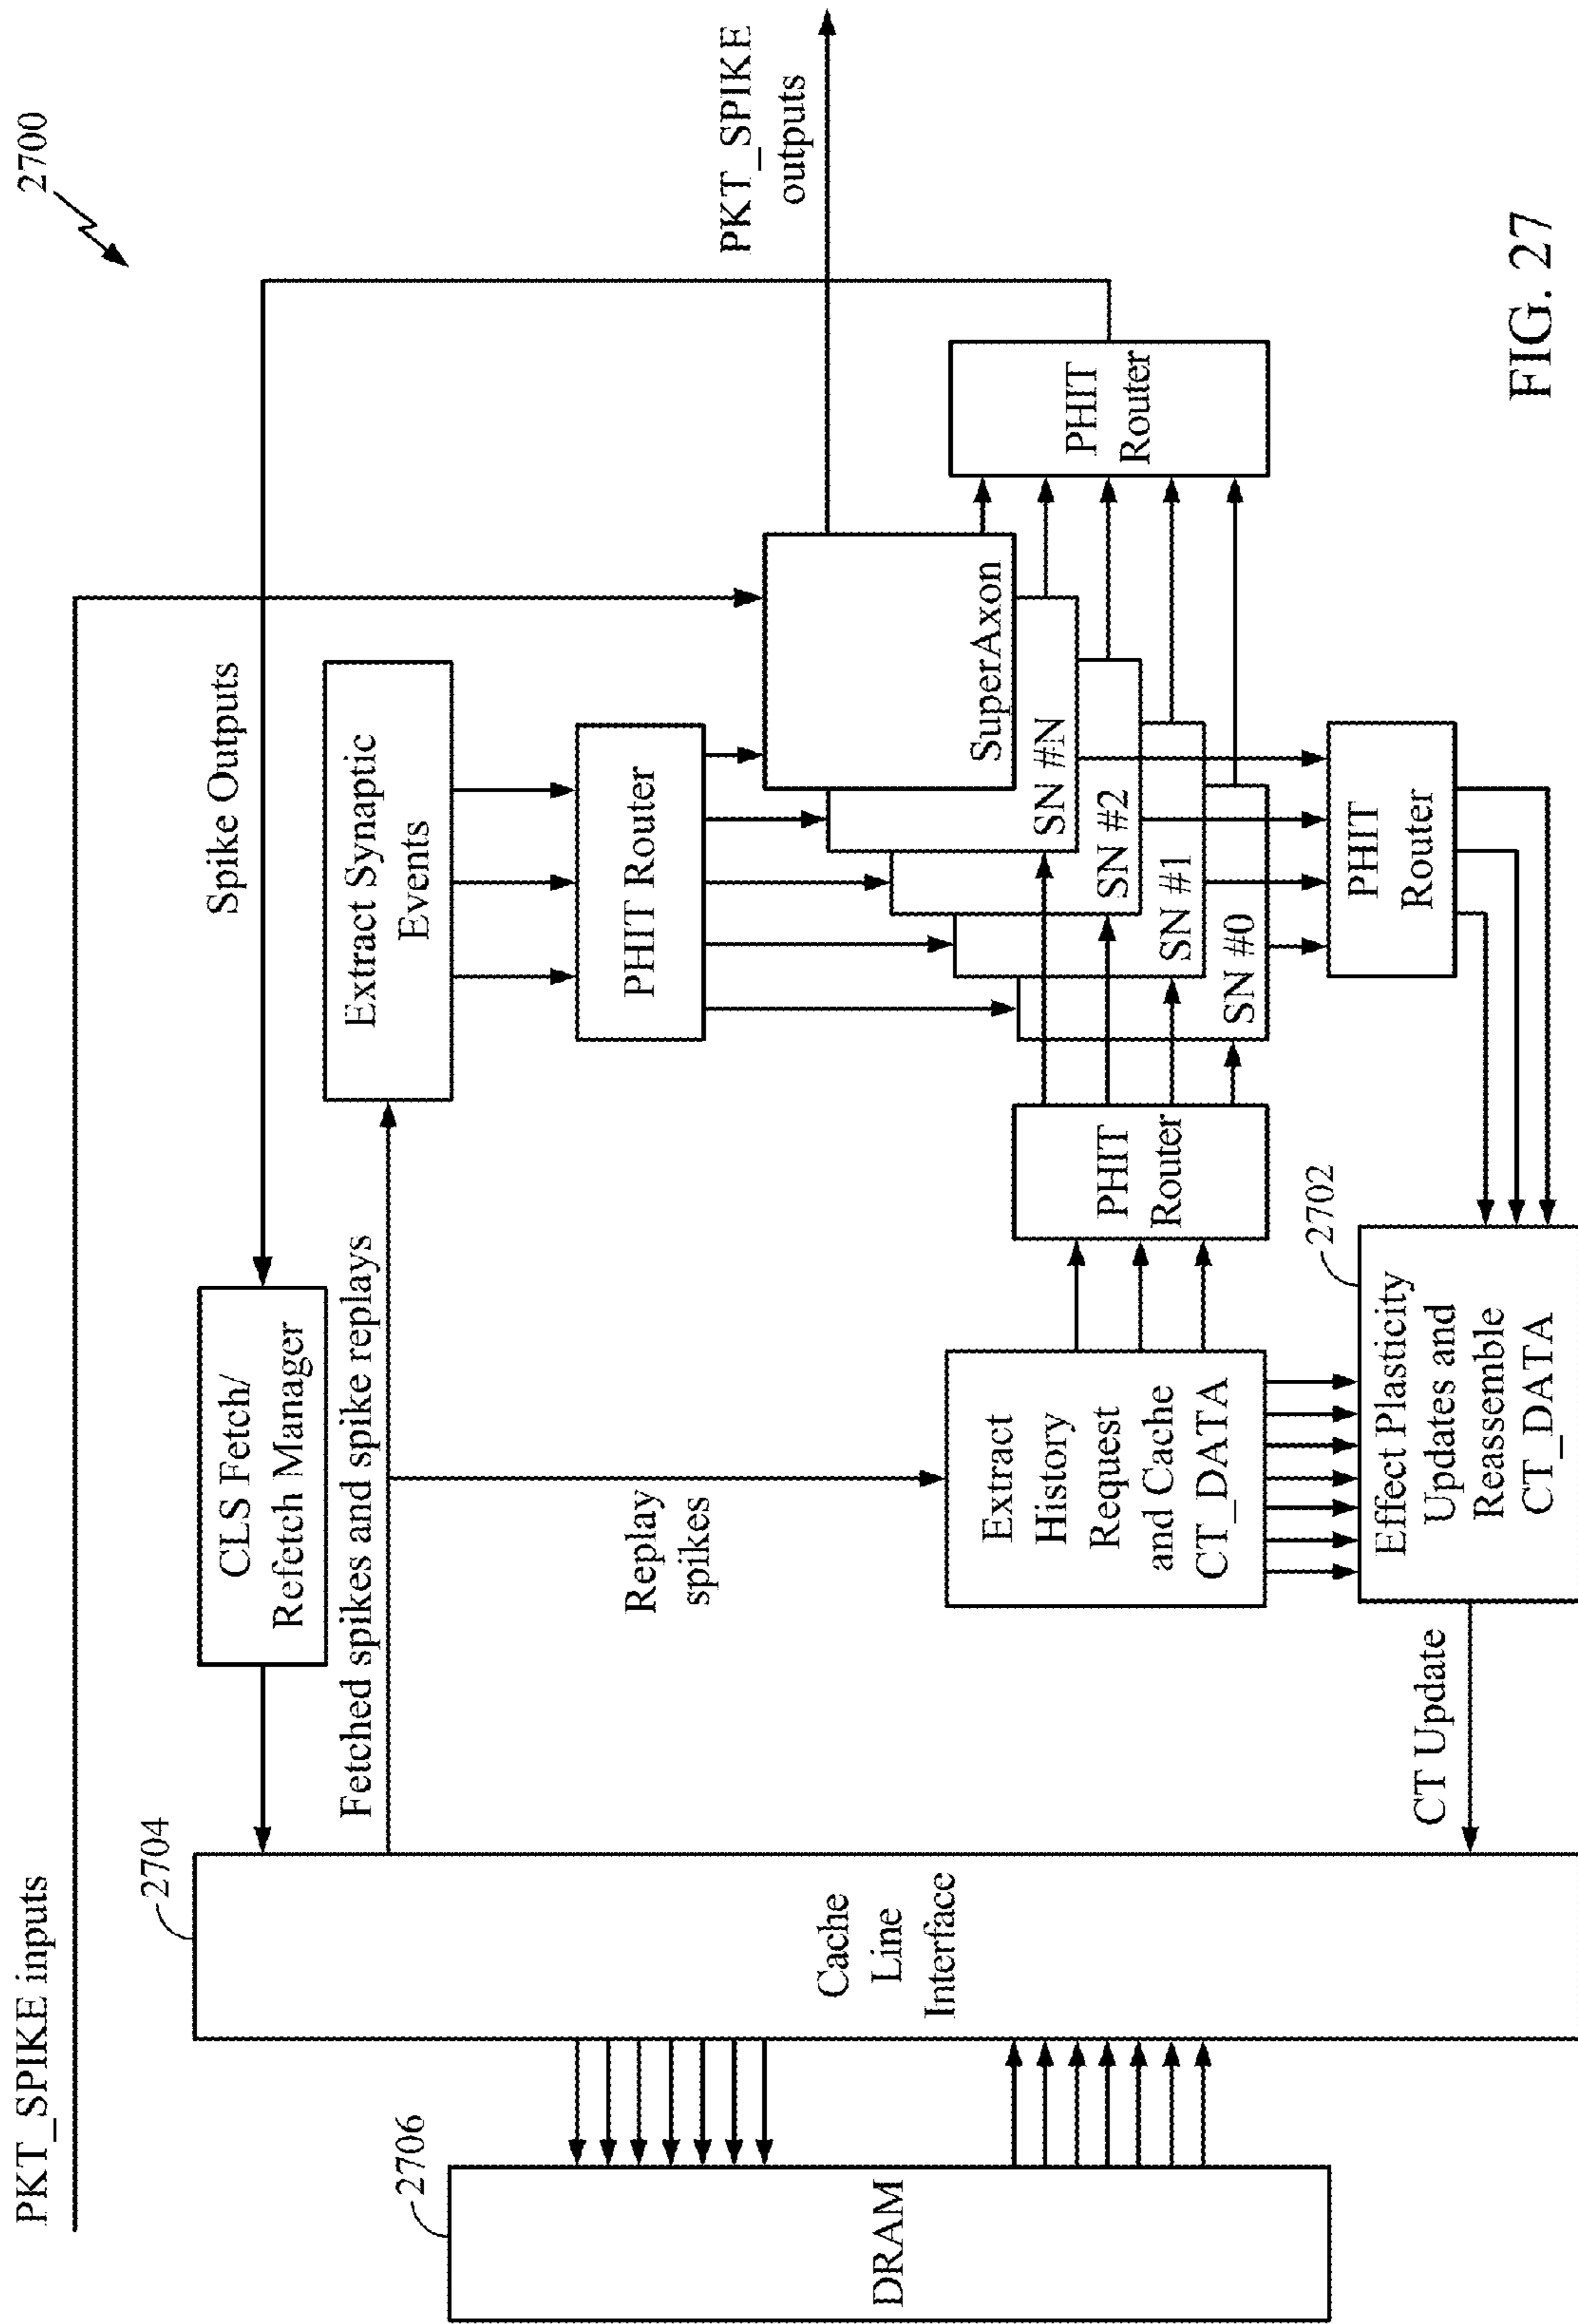 2700
PKT_SPIKE inputs
Spike Outputs
PKT_SPIKE
outputs
CLS Fetch/
Refetch Manager
Fetched spikes and spike replays
Extract Synaptic
Events
PHIT Router
SuperAxon
SN #N
SN #2
SN #1
SN #0
PHIT
Router
PHIT
Router
PHIT
Router
Replay
spikes
Extract
History
Request
and Cache
CT_DATA
2702
Effect Plasticity
Updates and
Reassemble
CT_DATA
CT Update
2704
Cache
Line
Interface
2706
DRAM
FIG. 27